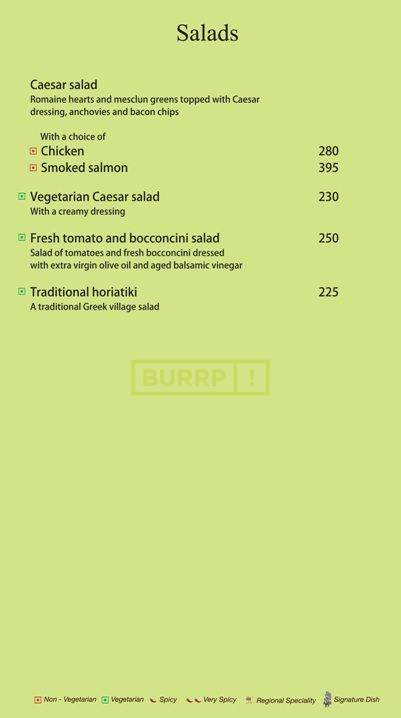 Salads
Caesar salad
Romaine hearts and mesclun greens topped with Caesar
dressing, anchovies and bacon chips
With a choice of
Chicken 280
Smoked salmon 395
Vegetarian Caesar salad 230
With a creamy dressing
Fresh tomato and bocconcini salad 250
Salad of tomatoes and fresh bocconcini dressed
with extra virgin olive oil and aged balsamic vinegar
Traditional horiatiki 225
A traditional Greek village salad
BURRP !
Non - Vegetarian Vegetarian Spicy Very Spicy Regional Speciality Signature Dish